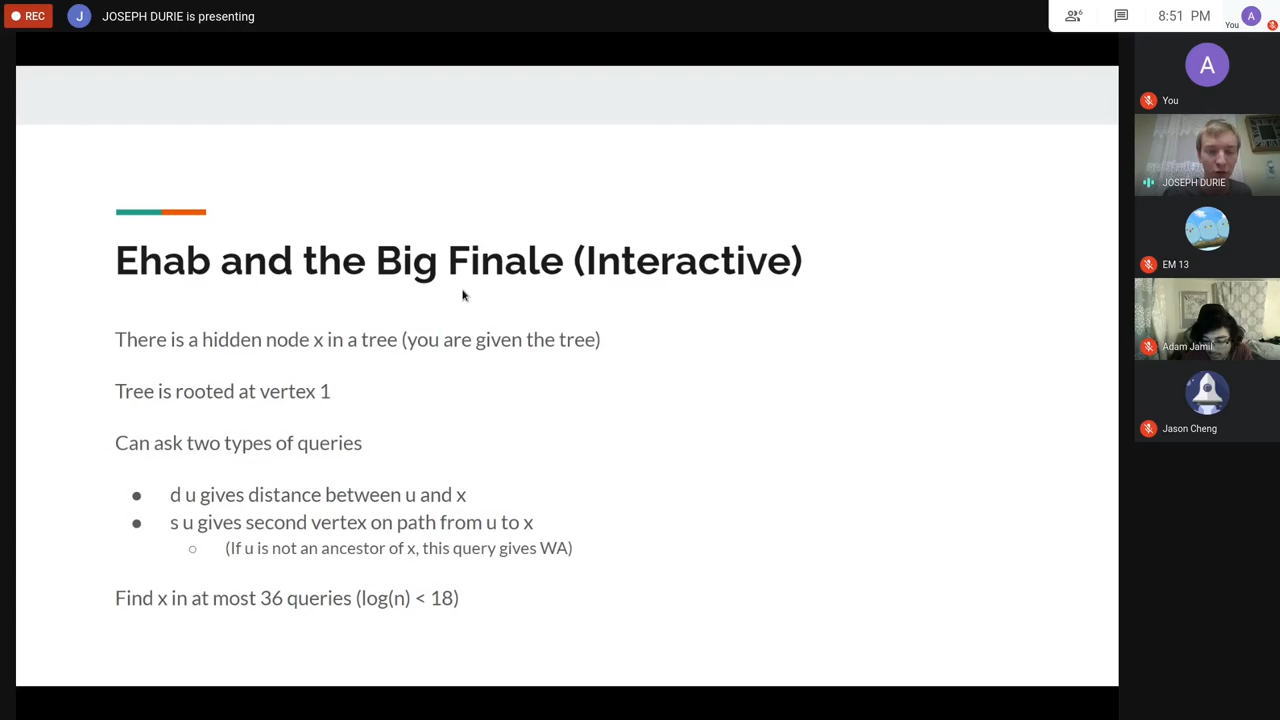 REC
J
JOSEPH DURIE is presenting
6
8:51 PM
You
A
A
You
JOSEPH DURIE
EM 13
Adam Jamil
Jason Cheng
Ehab and the Big Finale (Interactive)
There is a hidden node x in a tree (you are given the tree)
Tree is rooted at vertex 1
Can ask two types of queries
● d u gives distance between u and x
● s u gives second vertex on path from u to x
○ (If u is not an ancestor of x, this query gives WA)
Find x in at most 36 queries (log(n) < 18)